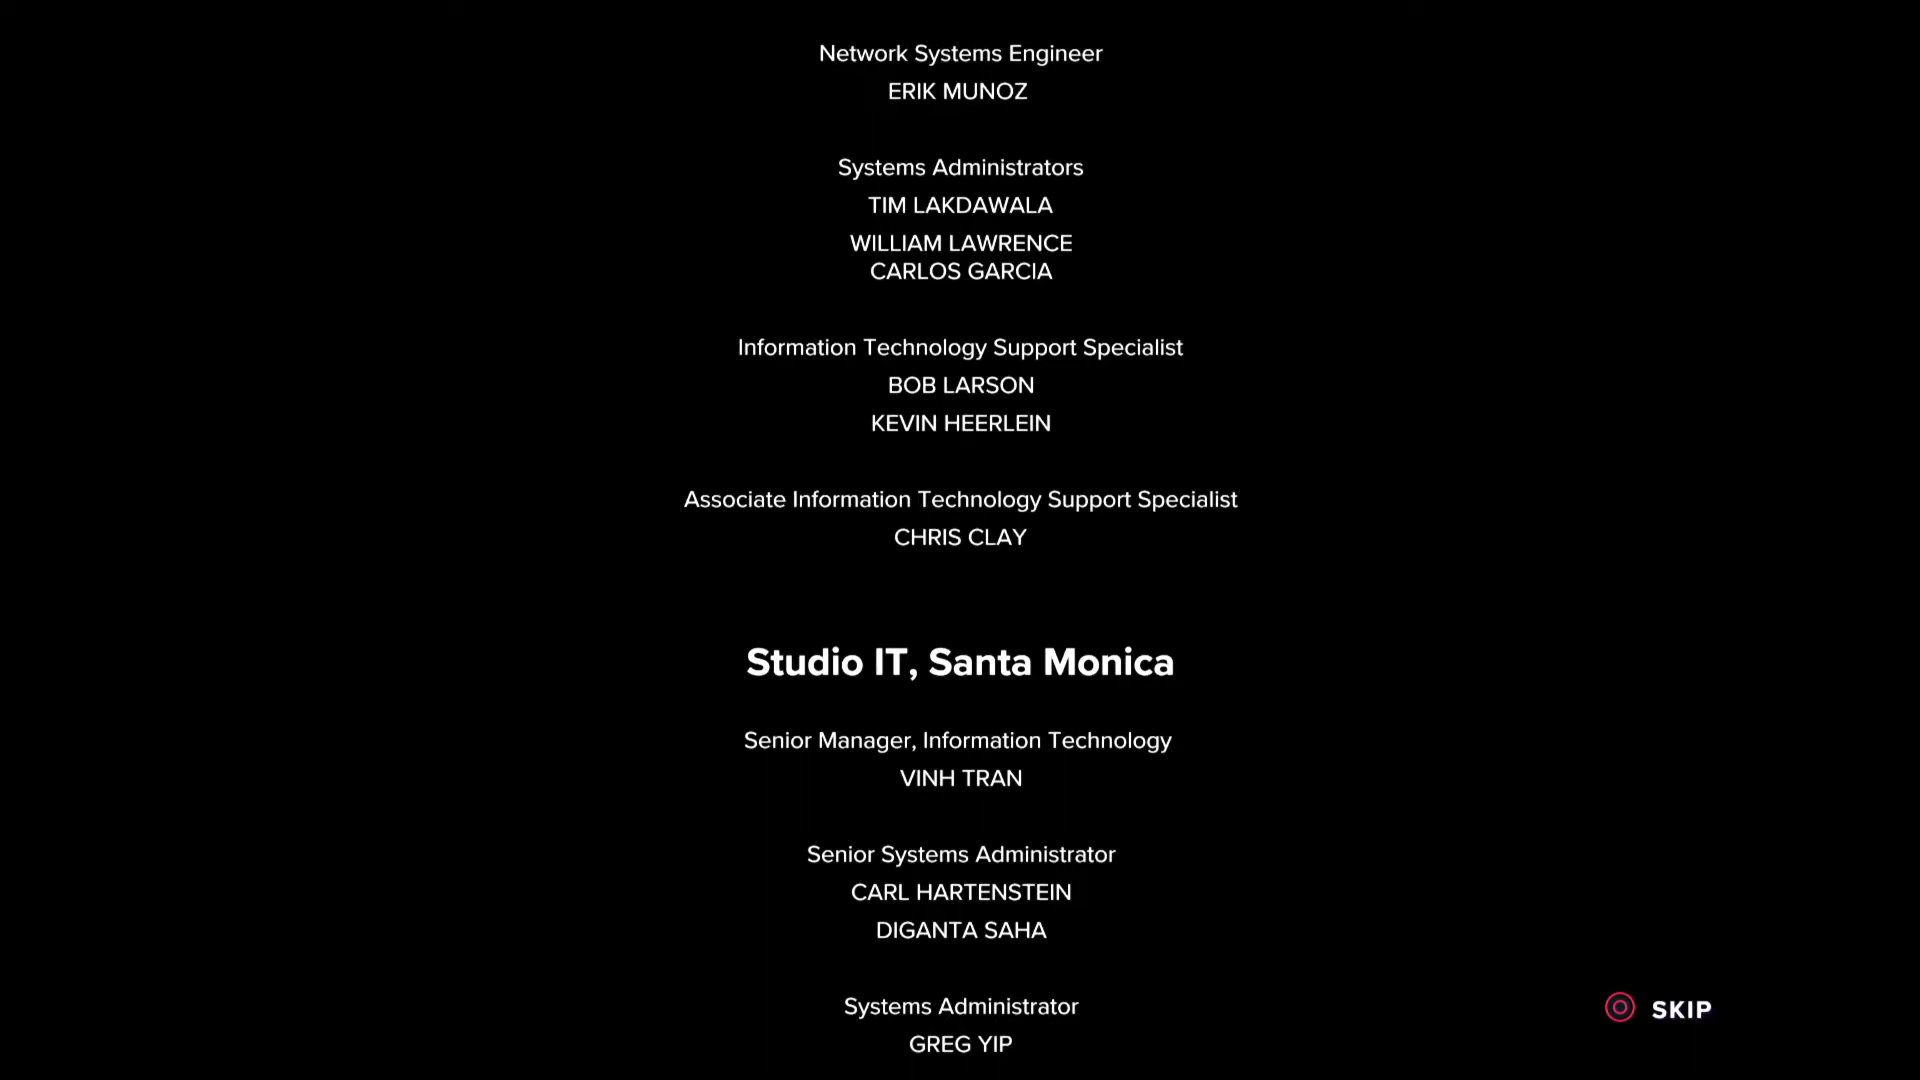 Network Systems Engineer
ERIK MUNOZ
Systems Administrators
TIM LAKDAWALA
WILLIAM LAWRENCE
CARLOS GARCIA
Information Technology Support Specialist
BOB LARSON
KEVIN HEERLEIN
Associate Information Technology Support Specialist
CHRIS CLAY
Studio IT, Santa Monica
Senior Manager, Information Technology
VINH TRAN
Senior Systems Administrator
CARL HARTENSTEIN
DIGANTA SAHA
Systems Administrator
GREG YIP
SKIP